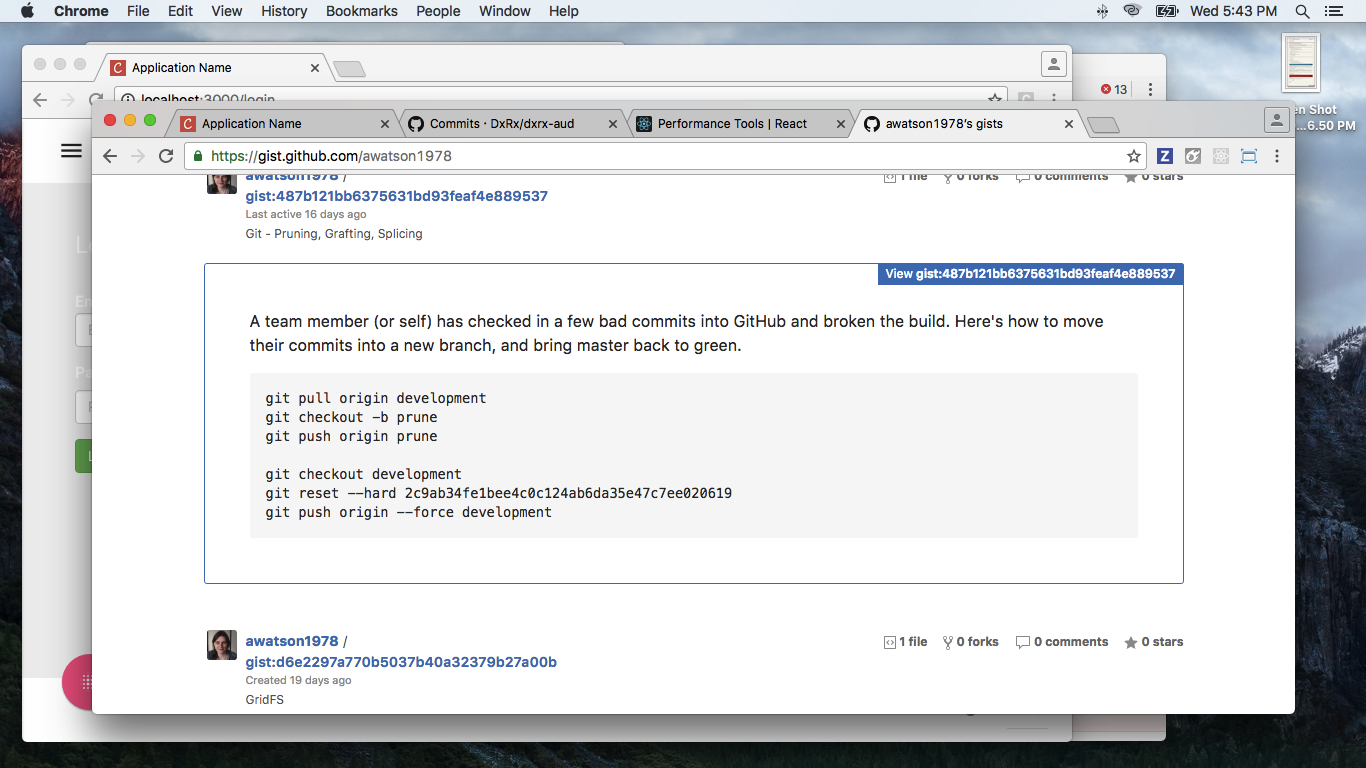 Chrome File Edit View History Bookmarks People Window Help Wed 5:43 PM
Application Name
localhost:3000/login
13
Shot
...6.50 PM
Application Name
Commits · DxRx/dxrx-aud
Performance Tools | React
awatson1978's gists
https://gist.github.com/awatson1978
awatson1978 /
1 file 0 forks 0 comments 0 stars
gist:487b121bb6375631bd93feaf4e889537
Last active 16 days ago
Git - Pruning, Grafting, Splicing
View gist:487b121bb6375631bd93feaf4e889537
A team member (or self) has checked in a few bad commits into GitHub and broken the build. Here's how to move
their commits into a new branch, and bring master back to green.
git pull origin development
git checkout -b prune
git push origin prune
git checkout development
git reset --hard 2c9ab34fe1bee4c0c124ab6da35e47c7ee020619
git push origin --force development
awatson1978 /
1 file 0 forks 0 comments 0 stars
gist:d6e2297a770b5037b40a32379b27a00b
Created 19 days ago
GridFS